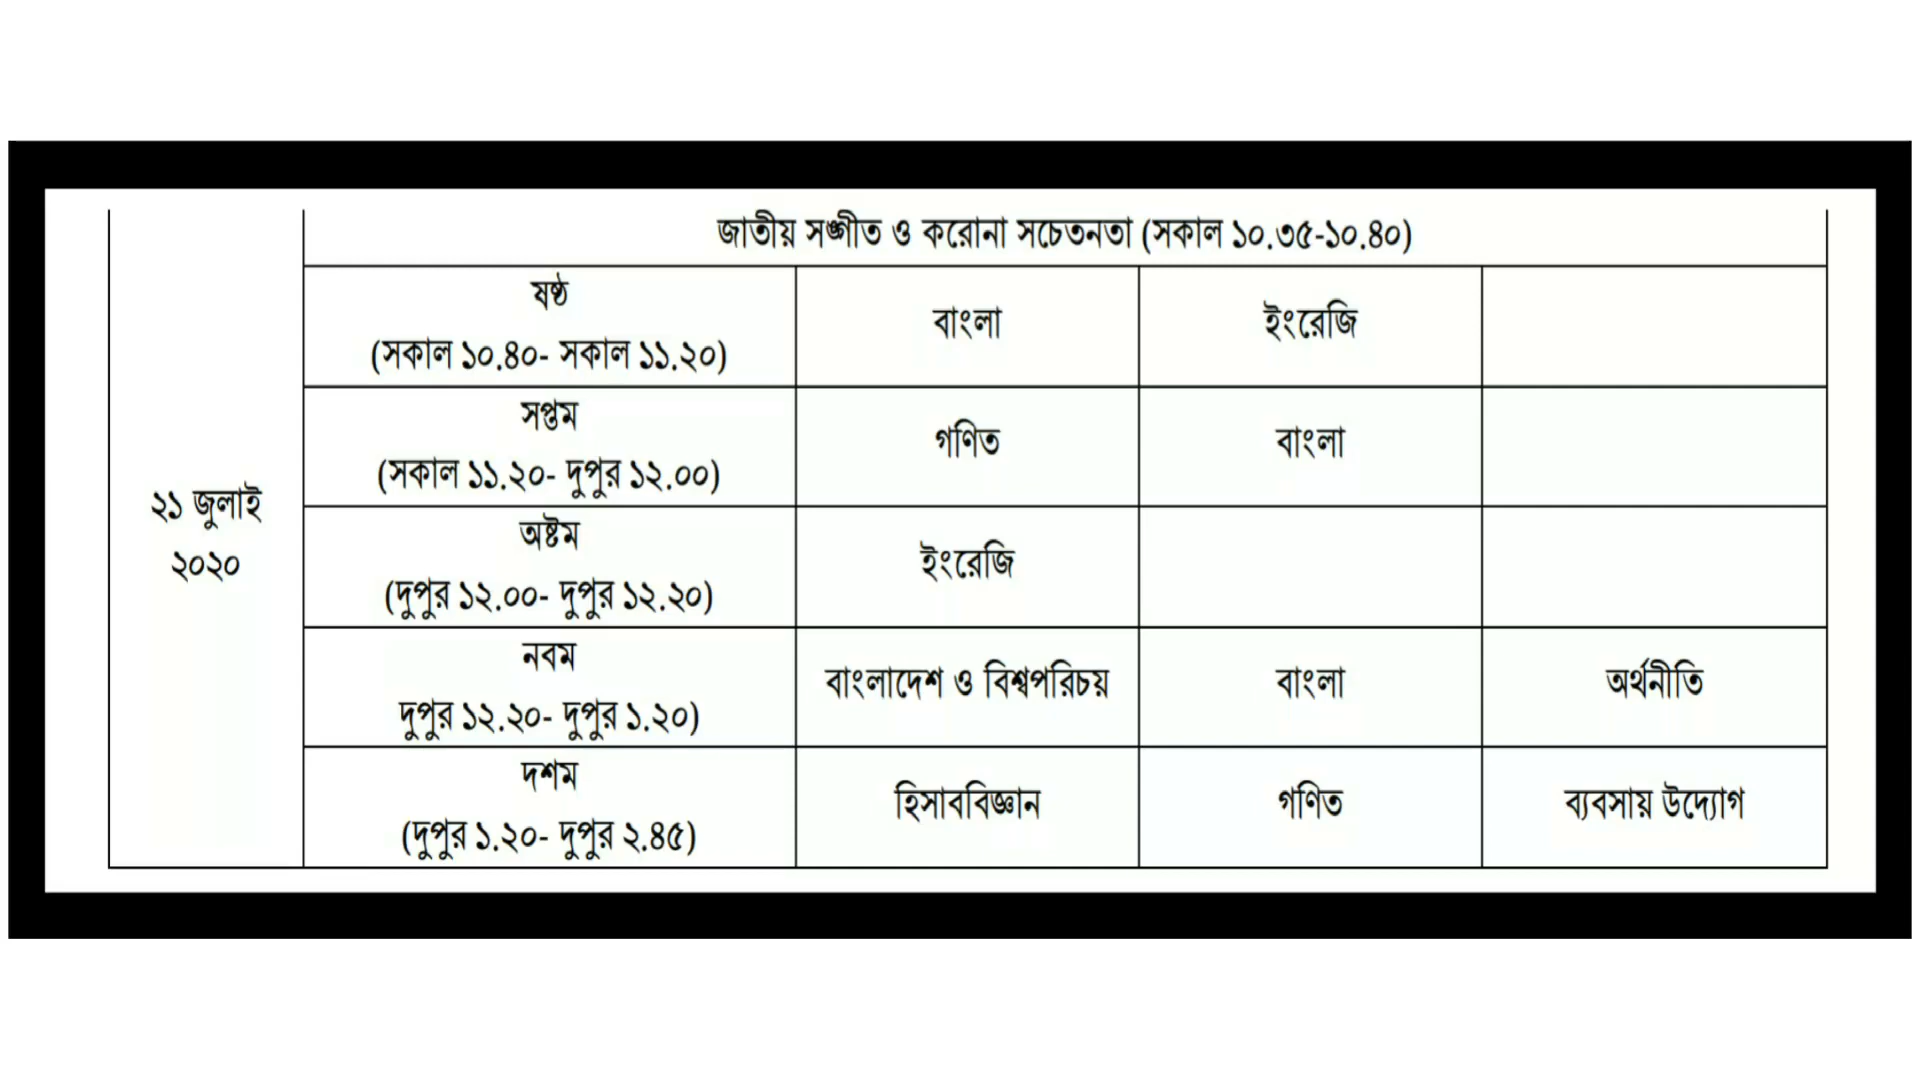 জাতীয় সঙ্গীত ও করোনা সচেতনতা (সকাল ১০.৩৫-১০.৪০)
২১ জুলাই
২০২০
ষষ্ঠ
(সকাল ১০.৪০- সকাল ১১.২০)
বাংলা
ইংরেজি
সপ্তম
(সকাল ১১.২০- দুপুর ১২.০০)
গণিত
বাংলা
অষ্টম
(দুপুর ১২.০০- দুপুর ১২.২০)
ইংরেজি
নবম
দুপুর ১২.২০- দুপুর ১.২০)
বাংলাদেশ ও বিশ্বপরিচয়
বাংলা
অর্থনীতি
দশম
(দুপুর ১.২০- দুপুর ২.৪৫)
হিসাববিজ্ঞান
গণিত
ব্যবসায় উদ্যোগ